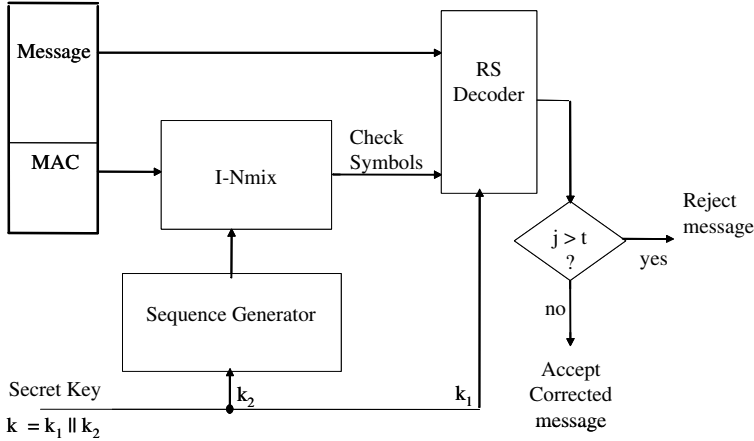 Message
MAC
I-Nmix
Check
Symbols
RS
Decoder
Sequence Generator
j > t
?
yes
no
Reject
message
Accept
Corrected
message
Secret Key
k = k₁ || k₂
k₂
k₁